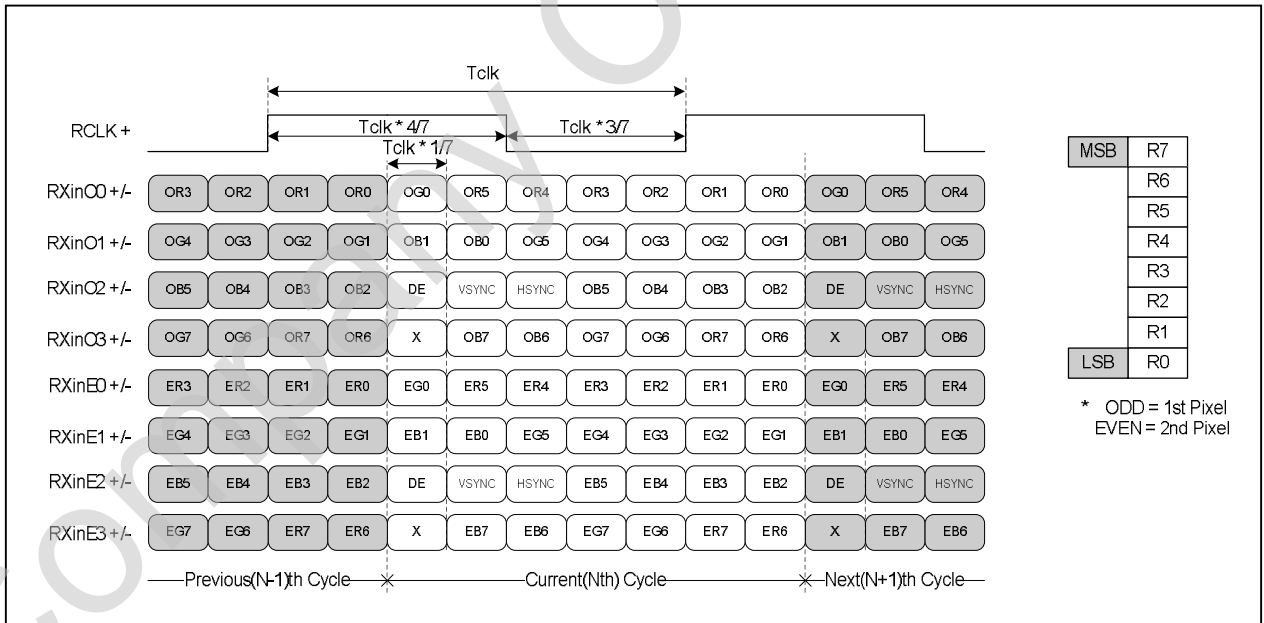 Tclk
RCLK +
Tclk * 4/7
Tclk * 3/7
Tclk * 1/7
RXinO0 +/- OR3 OR2 OR1 OR0 OG0 OR5 OR4 OR3 OR2 OR1 OR0 OG0 OR5 OR4
RXinO1 +/- OG4 OG3 OG2 OG1 OB1 OB0 OG5 OG4 OG3 OG2 OG1 OB1 OB0 OG5
RXinO2 +/- OB5 OB4 OB3 OB2 DE VSYNC HSYNC OB5 OB4 OB3 OB2 DE VSYNC HSYNC
RXinO3 +/- OG7 OG6 OR7 OR6 X OB7 OB6 OG7 OG6 OR7 OR6 X OB7 OB6
RXinE0 +/- ER3 ER2 ER1 ER0 EG0 ER5 ER4 ER3 ER2 ER1 ER0 EG0 ER5 ER4
RXinE1 +/- EG4 EG3 EG2 EG1 EB1 EB0 EG5 EG4 EG3 EG2 EG1 EB1 EB0 EG5
RXinE2 +/- EB5 EB4 EB3 EB2 DE VSYNC HSYNC EB5 EB4 EB3 EB2 DE VSYNC HSYNC
RXinE3 +/- EG7 EG6 ER7 ER6 X EB7 EB6 EG7 EG6 ER7 ER6 X EB7 EB6
Previous(N-1)th Cycle Current(Nth) Cycle Next(N+1)th Cycle
MSB R7
R6
R5
R4
R3
R2
R1
LSB R0
* ODD = 1st Pixel
EVEN = 2nd Pixel
company